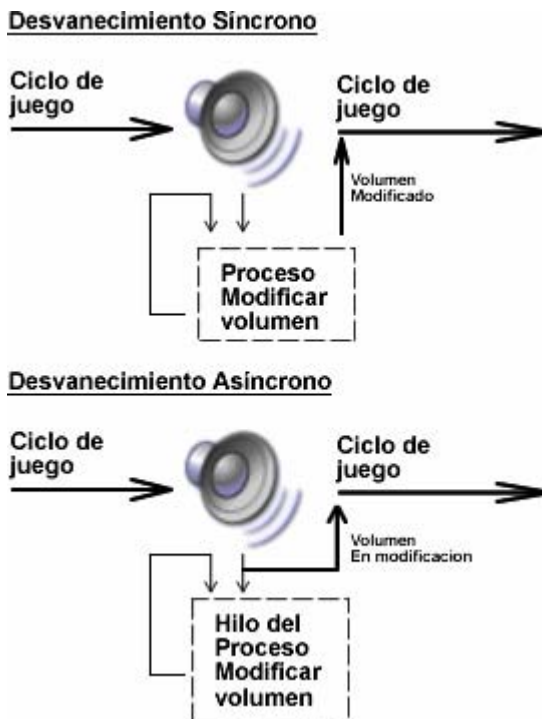 Desvanecimiento Síncrono
Ciclo de
juego
Ciclo de
juego
Volumen
Modificado
Proceso
Modificar
volumen
Desvanecimiento Asíncrono
Ciclo de
juego
Ciclo de
juego
Volumen
En modificacion
Hilo del
Proceso
Modificar
volumen